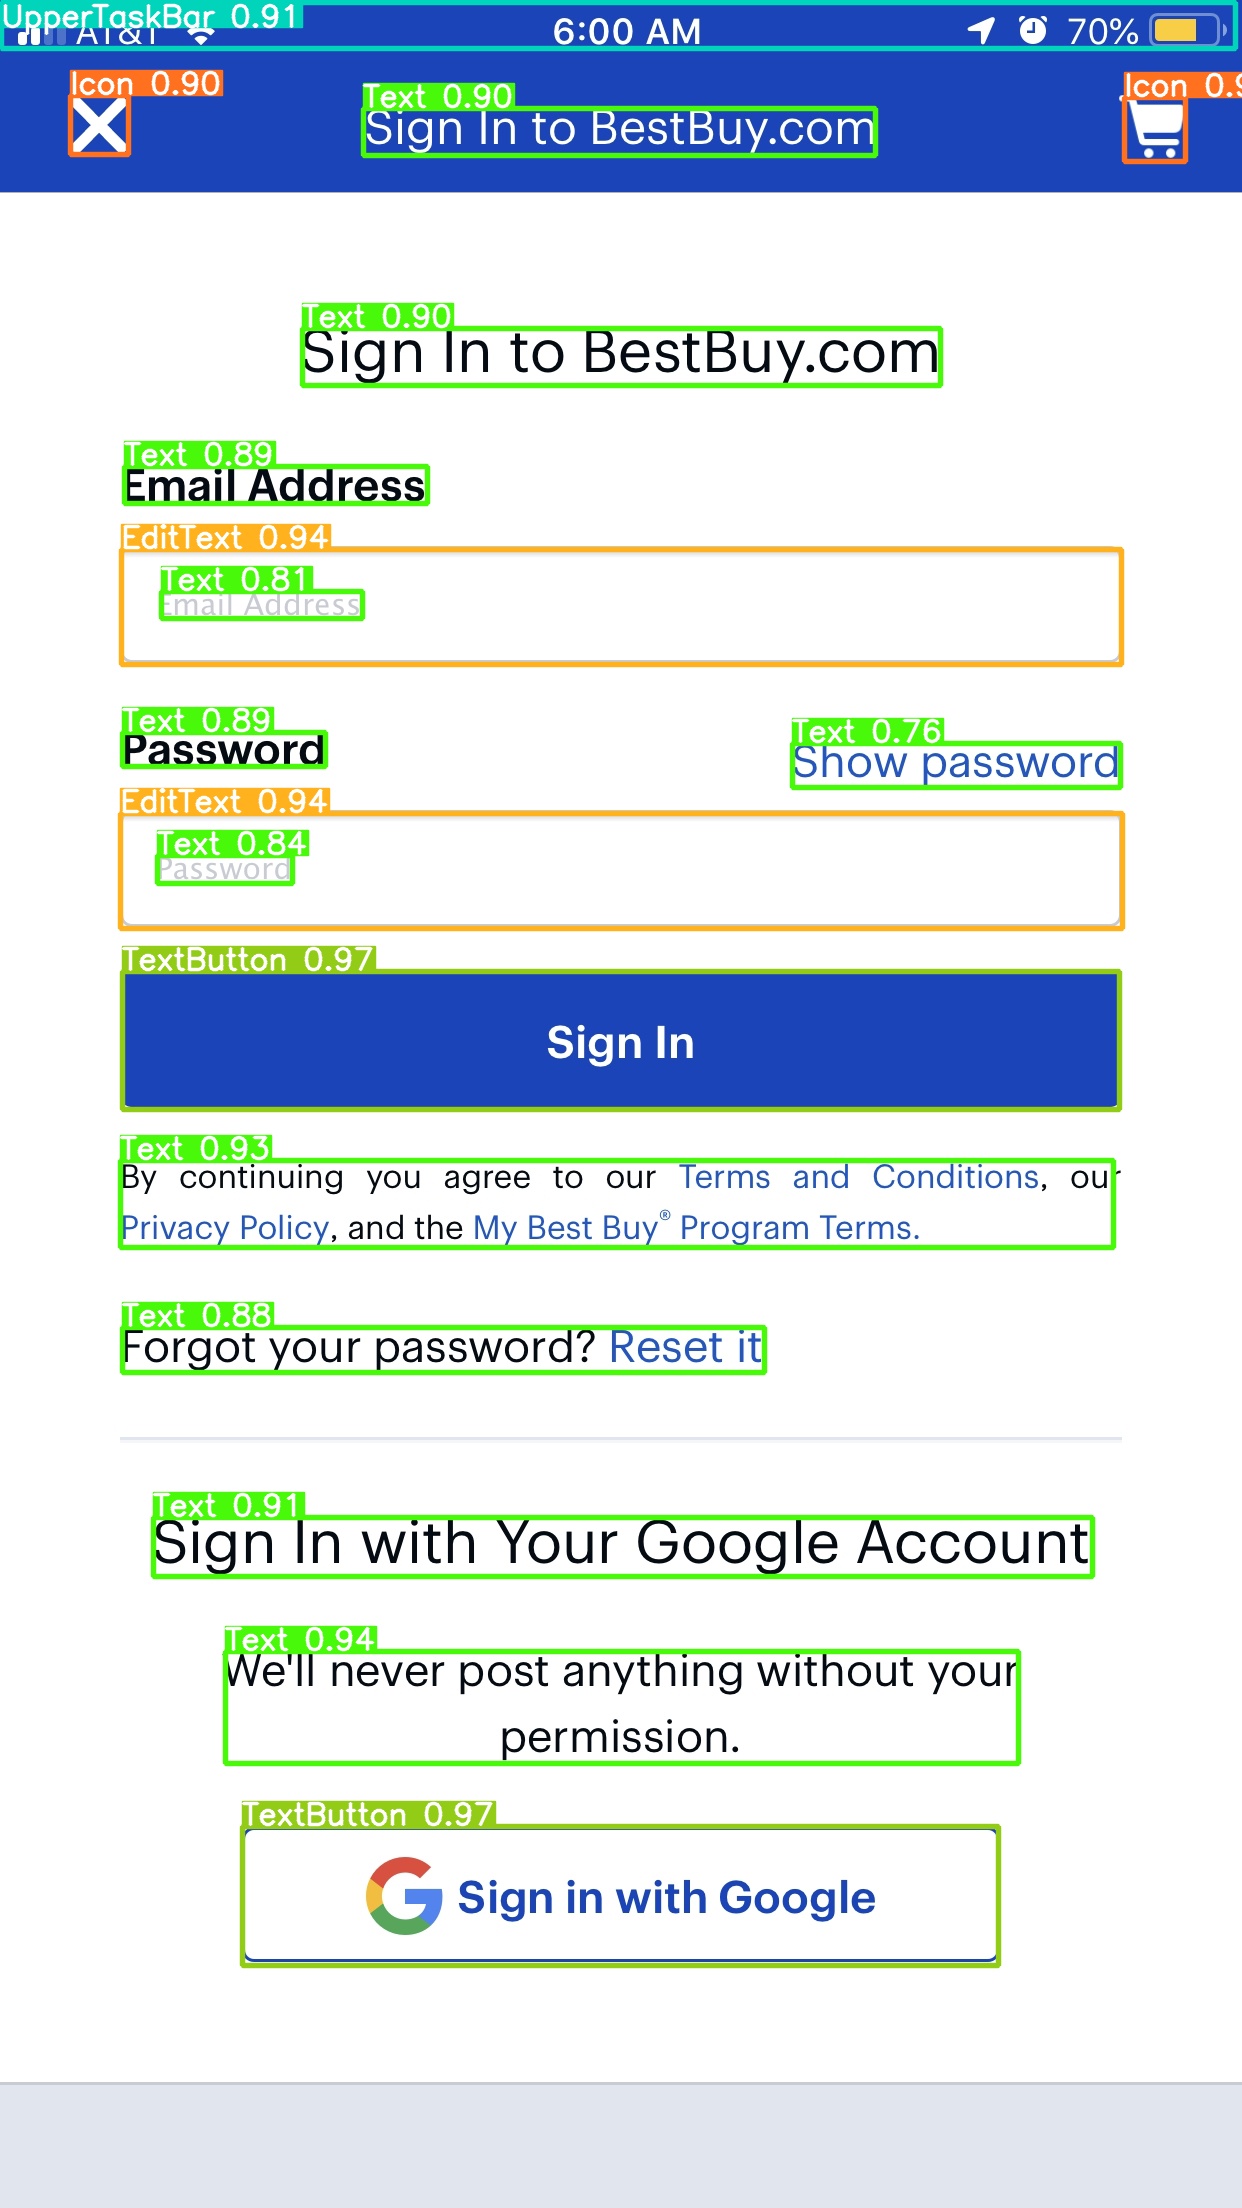 UpperTaskBar 0.91
AT&T 6:00 AM 70%
Icon 0.90
Text 0.90
Icon 0.9
Sign In to BestBuy.com
Text 0.90
Sign In to BestBuy.com
Text 0.89
Email Address
EditText 0.94
Text 0.81
Email Address
Text 0.89
Text 0.76
Password
Show password
EditText 0.94
Text 0.84
Password
TextButton 0.97
Sign In
Text 0.93
By continuing you agree to our Terms and Conditions, our
Privacy Policy, and the My Best Buy® Program Terms.
Text 0.88
Forgot your password? Reset it
Text 0.91
Sign In with Your Google Account
Text 0.94
We'll never post anything without your
permission.
TextButton 0.97
Sign in with Google